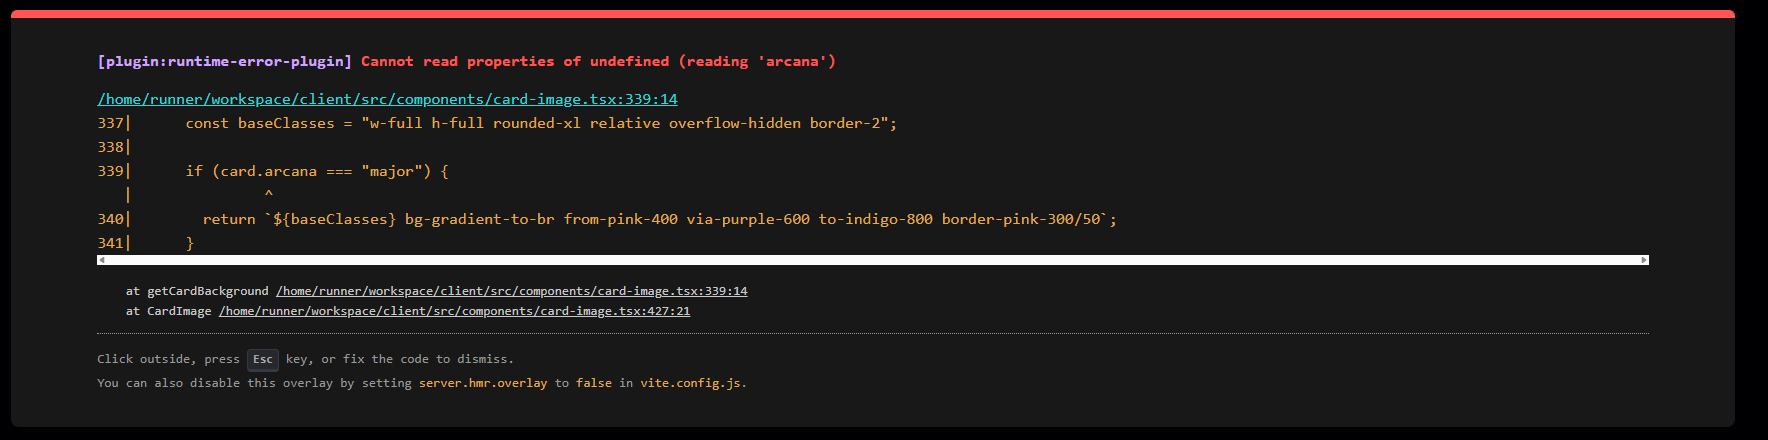 [plugin:runtime-error-plugin] Cannot read properties of undefined (reading 'arcana')
/home/runner/workspace/client/src/components/card-image.tsx:339:14
337|      const baseClasses = "w-full h-full rounded-xl relative overflow-hidden border-2";
338|
339|      if (card.arcana === "major") {
   |               ^
340|        return `${baseClasses} bg-gradient-to-br from-pink-400 via-purple-600 to-indigo-800 border-pink-300/50`;
341|      }
at getCardBackground /home/runner/workspace/client/src/components/card-image.tsx:339:14
at CardImage /home/runner/workspace/client/src/components/card-image.tsx:427:21
Click outside, press Esc key, or fix the code to dismiss.
You can also disable this overlay by setting server.hmr.overlay to false in vite.config.js.